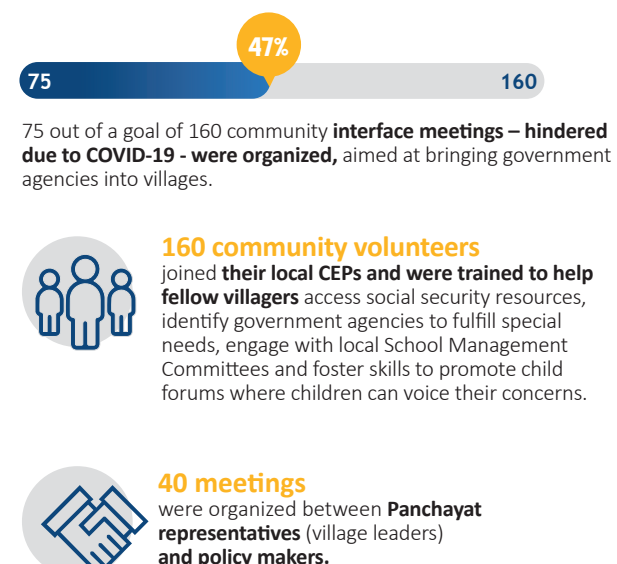 47%
75 160
75 out of a goal of 160 community interface meetings – hindered
due to COVID-19 - were organized, aimed at bringing government
agencies into villages.
160 community volunteers
joined their local CEPs and were trained to help
fellow villagers access social security resources,
identify government agencies to fulfill special
needs, engage with local School Management
Committees and foster skills to promote child
forums where children can voice their concerns.
40 meetings
were organized between Panchayat
representatives (village leaders)
and policy makers.